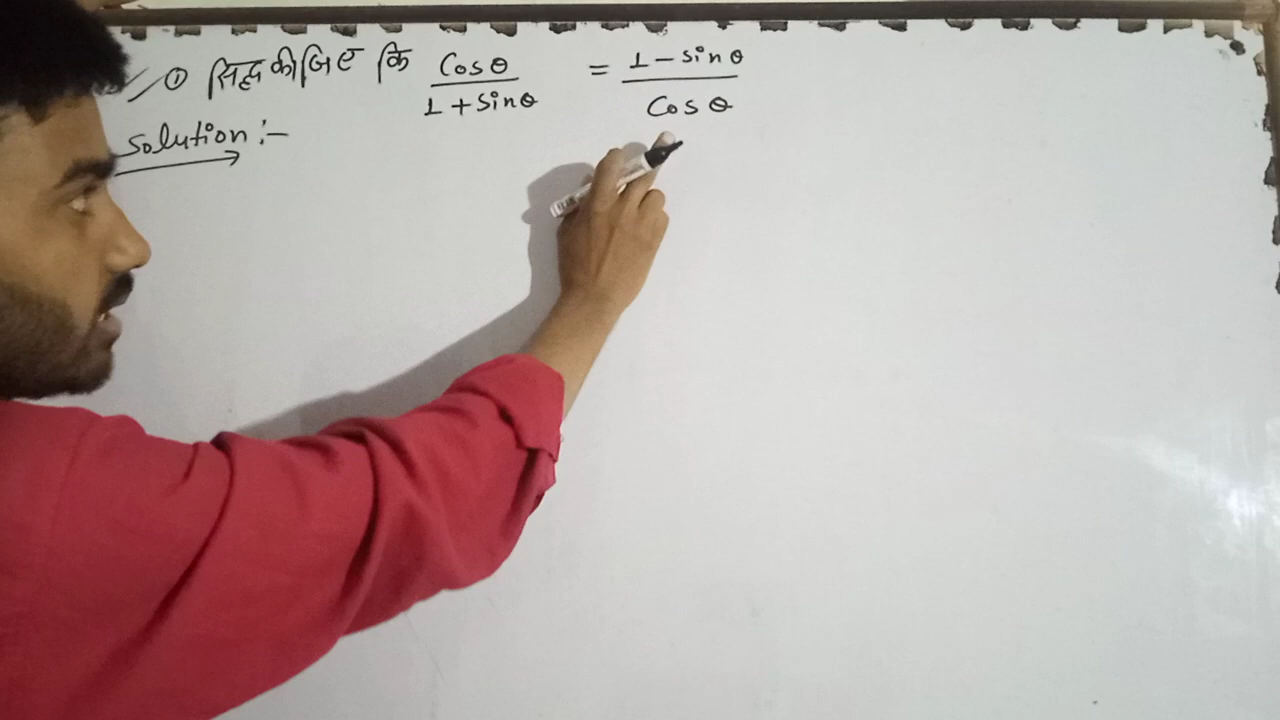 ① सिद्ध कीजिए कि Cosθ / 1 + Sinθ = 1 - sinθ / Cosθ
Solution :-